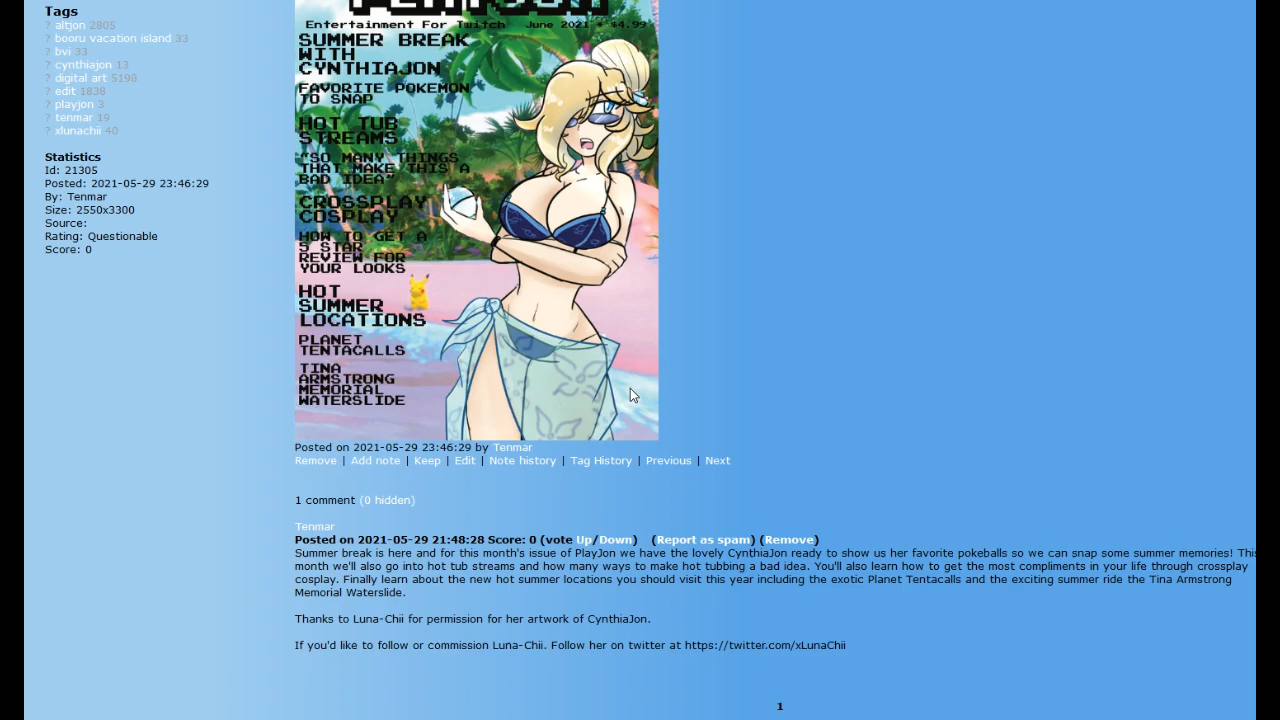 Tags
? altjon 2805
? booru vacation island 33
? bvi 33
? cynthiajon 13
? digital art 5198
? edit 1838
? playjon 3
? tenmar 19
? xlunachii 40
Statistics
Id: 21305
Posted: 2021-05-29 23:46:29
By: Tenmar
Size: 2550x3300
Source:
Rating: Questionable
Score: 0
Entertainment For Twitch June 2021 * $4.99
SUMMER BREAK
WITH
CYNTHIAJON
FAVORITE POKEMON
TO SNAP
HOT TUB
STREAMS
"SO MANY THINGS
THAT MAKE THIS A
BAD IDEA"
CROSSPLAY
COSPLAY
HOW TO GET A
5 STAR
REVIEW FOR
YOUR LOOKS
HOT
SUMMER
LOCATIONS
PLANET
TENTACALLS
TINA
ARMSTRONG
MEMORIAL
WATERSLIDE
Posted on 2021-05-29 23:46:29 by Tenmar
Remove | Add note | Keep | Edit | Note history | Tag History | Previous | Next
1 comment (0 hidden)
Tenmar
Posted on 2021-05-29 21:48:28 Score: 0 (vote Up/Down) (Report as spam) (Remove)
Summer break is here and for this month's issue of PlayJon we have the lovely CynthiaJon ready to show us her favorite pokeballs so we can snap some summer memories! This
month we'll also go into hot tub streams and how many ways to make hot tubbing a bad idea. You'll also learn how to get the most compliments in your life through crossplay
cosplay. Finally learn about the new hot summer locations you should visit this year including the exotic Planet Tentacalls and the exciting summer ride the Tina Armstrong
Memorial Waterslide.
Thanks to Luna-Chii for permission for her artwork of CynthiaJon.
If you'd like to follow or commission Luna-Chii. Follow her on twitter at https://twitter.com/xLunaChii
1